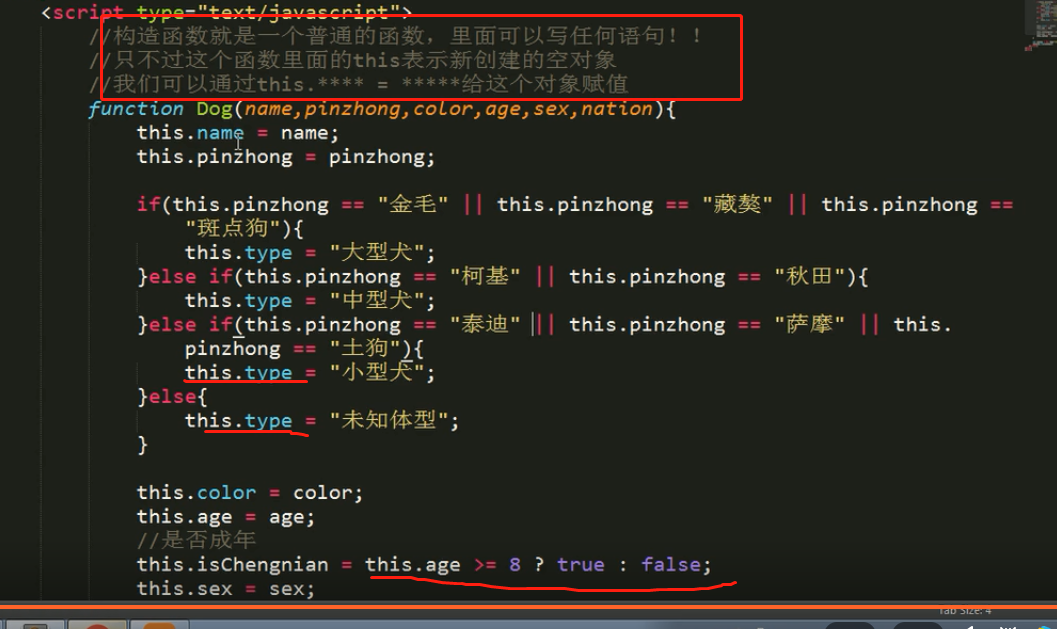 <script type="text/javascript">
//构造函数就是一个普通的函数，里面可以写任何语句！！
//只不过这个函数里面的this表示新创建的空对象
//我们可以通过this.**** = *****给这个对象赋值
function Dog(name,pinzhong,color,age,sex,nation){
this.name = name;
this.pinzhong = pinzhong;
if(this.pinzhong == "金毛" || this.pinzhong == "藏獒" || this.pinzhong ==
"斑点狗"){
this.type = "大型犬";
}else if(this.pinzhong == "柯基" || this.pinzhong == "秋田"){
this.type = "中型犬";
}else if(this.pinzhong == "泰迪" || this.pinzhong == "萨摩" || this.
pinzhong == "土狗"){
this.type = "小型犬";
}else{
this.type = "未知体型";
}
this.color = color;
this.age = age;
//是否成年
this.isChengnian = this.age >= 8 ? true : false;
this.sex = sex;
Tab Size: 4